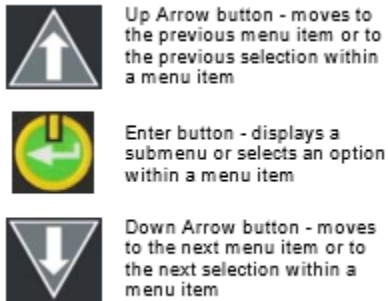 Up Arrow button - moves to
the previous menu item or to
the previous selection within
a menu item
Enter button - displays a
submenu or selects an option
within a menu item
Down Arrow button - moves
to the next menu item or to
the next selection within a
menu item